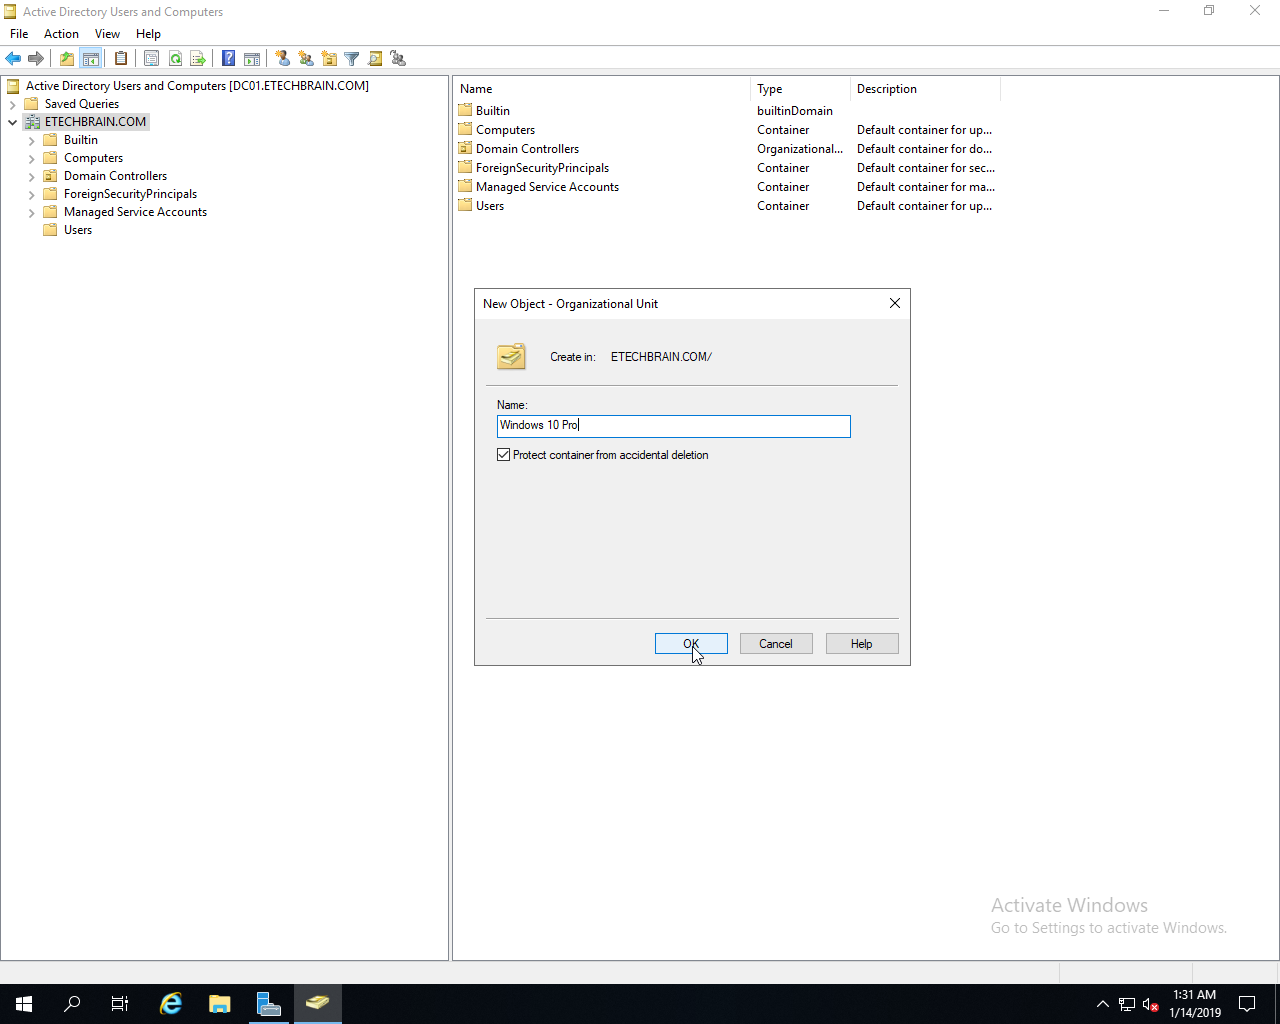 Active Directory Users and Computers
File Action View Help
Active Directory Users and Computers [DC01.ETECHBRAIN.COM]
Saved Queries
ETECHBRAIN.COM
Builtin
Computers
Domain Controllers
ForeignSecurityPrincipals
Managed Service Accounts
Users
Name Type Description
Builtin builtinDomain
Computers Container Default container for up...
Domain Controllers Organizational... Default container for do...
ForeignSecurityPrincipals Container Default container for sec...
Managed Service Accounts Container Default container for ma...
Users Container Default container for up...
New Object - Organizational Unit
Create in: ETECHBRAIN.COM/
Name:
Windows 10 Pro
Protect container from accidental deletion
OK Cancel Help
Activate Windows
Go to Settings to activate Windows.
1:31 AM
1/14/2019